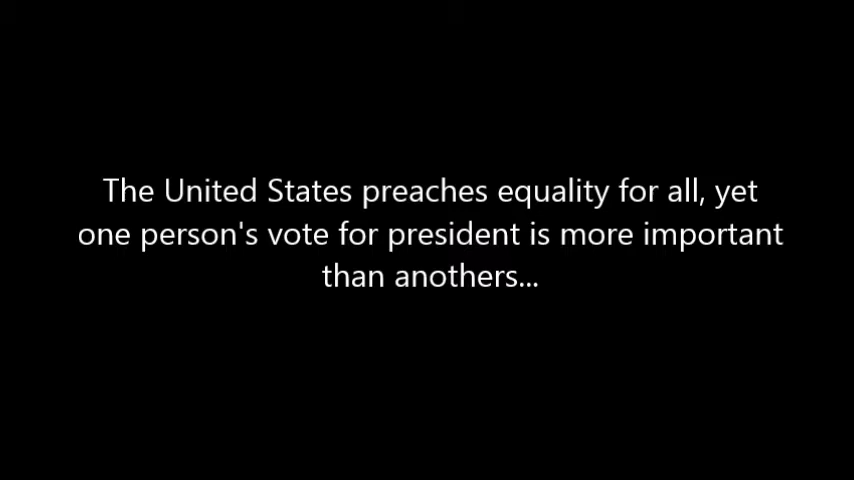 The United States preaches equality for all, yet
one person's vote for president is more important
than anothers...